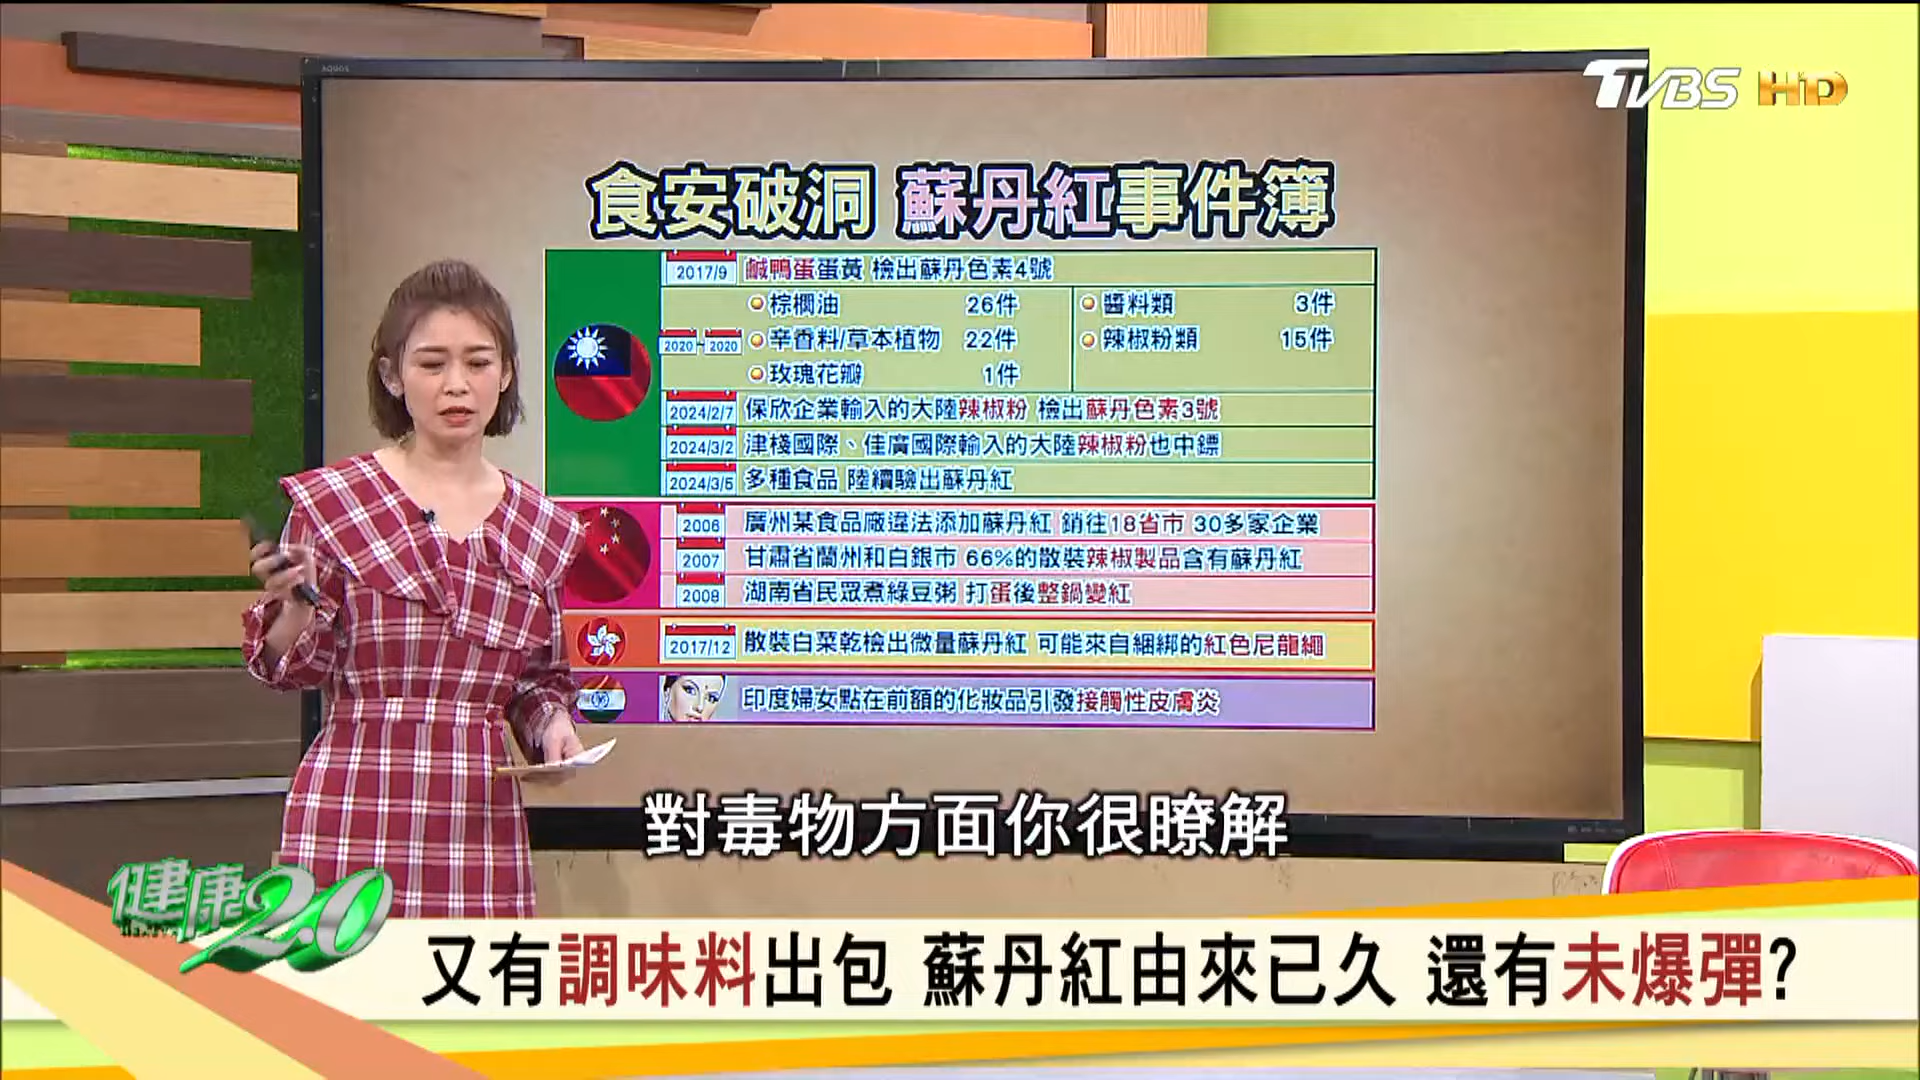 AQUOS
TVBS HD
食安破洞 蘇丹紅事件簿
2017/9 鹹鴨蛋蛋黃 檢出蘇丹色素4號
棕櫚油 26件 醬料類 3件
2020~2020 辛香料/草本植物 22件 辣椒粉類 15件
玫瑰花瓣 1件
2024/2/7 保欣企業輸入的大陸辣椒粉 檢出蘇丹色素3號
2024/3/2 津棧國際、佳廣國際輸入的大陸辣椒粉也中鏢
2024/3/5 多種食品 陸續驗出蘇丹紅
2006 廣州某食品廠違法添加蘇丹紅 銷往18省市 30多家企業
2007 甘肅省蘭州和白銀市 66%的散裝辣椒製品含有蘇丹紅
2008 湖南省民眾煮綠豆粥 打蛋後整鍋變紅
2017/12 散裝白菜乾檢出微量蘇丹紅 可能來自綑綁的紅色尼龍繩
印度婦女點在前額的化妝品引發接觸性皮膚炎
對毒物方面你很瞭解
健康2.0
又有調味料出包 蘇丹紅由來已久 還有未爆彈?